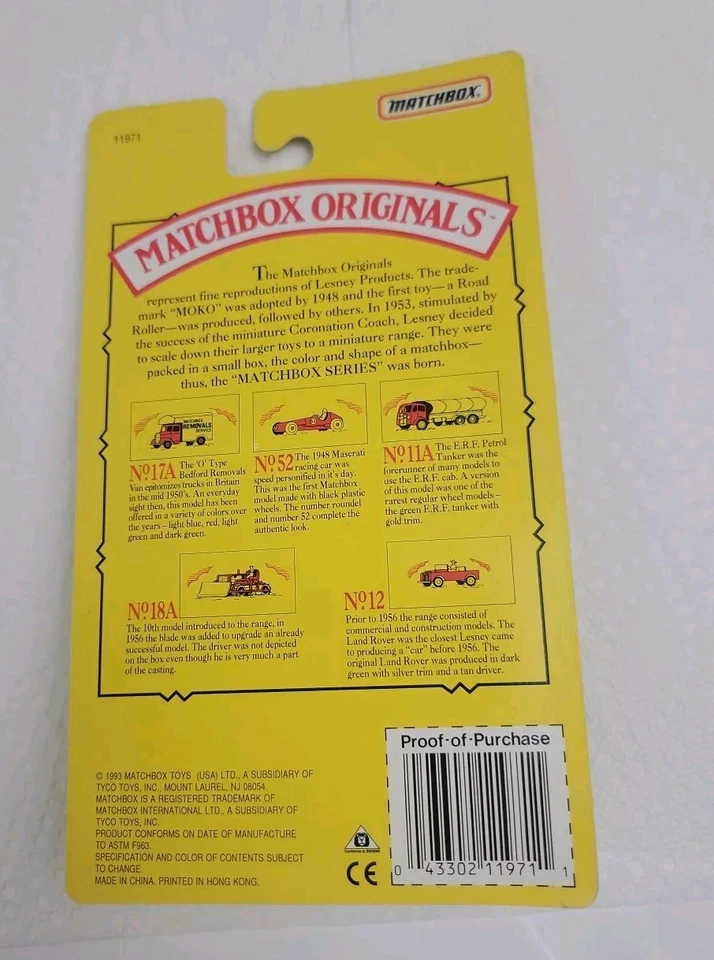 MATCHBOX®
11971
MATCHBOX ORIGINALS™
The Matchbox Originals
represent fine reproductions of Lesney Products. The trade-
mark "MOKO" was adopted by 1948 and the first toy—a Road
Roller—was produced, followed by others. In 1953, stimulated by
the success of the miniature Coronation Coach, Lesney decided
to scale down their larger toys to a miniature range. They were
packed in a small box, the color and shape of a matchbox—
thus, the "MATCHBOX SERIES" was born.
MATCHBOX
REMOVALS
SERVICE
Nº17A The 'O' Type
Bedford Removals
Van epitomizes trucks in Britain
in the mid 1950's. An everyday
sight then, this model has been
offered in a variety of colors over
the years – light blue, red, light
green and dark green.
Nº52 The 1948 Maserati
racing car was
speed personified in it's day.
This was the first Matchbox
model made with black plastic
wheels. The number roundel
and number 52 complete the
authentic look.
Nº11A The E.R.F. Petrol
Tanker was the
forerunner of many models to
use the E.R.F. cab. A version
of this model was one of the
rarest regular wheel models –
the green E.R.F. tanker with
gold trim.
Nº18A
The 10th model introduced to the range, in
1956 the blade was added to upgrade an already
successful model. The driver was not depicted
on the box even though he is very much a part
of the casting.
Nº12
Prior to 1956 the range consisted of
commercial and construction models. The
Land Rover was the closest Lesney came
to producing a "car" before 1956. The
original Land Rover was produced in dark
green with silver trim and a tan driver.
© 1993 MATCHBOX TOYS (USA) LTD., A SUBSIDIARY OF
TYCO TOYS, INC., MOUNT LAUREL, NJ 08054.
MATCHBOX IS A REGISTERED TRADEMARK OF
MATCHBOX INTERNATIONAL LTD., A SUBSIDIARY OF
TYCO TOYS, INC.
PRODUCT CONFORMS ON DATE OF MANUFACTURE
TO ASTM F963.
SPECIFICATION AND COLOR OF CONTENTS SUBJECT
TO CHANGE.
MADE IN CHINA. PRINTED IN HONG KONG.
CE
Proof-of-Purchase
0 43302 11971 1